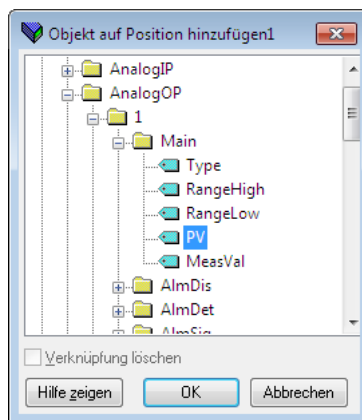 Objekt auf Position hinzufügen1
AnalogIP
AnalogOP
1
Main
Type
RangeHigh
RangeLow
PV
MeasVal
AlmDis
AlmDet
AlmSig
Verknüpfung löschen
Hilfe zeigen
OK
Abbrechen